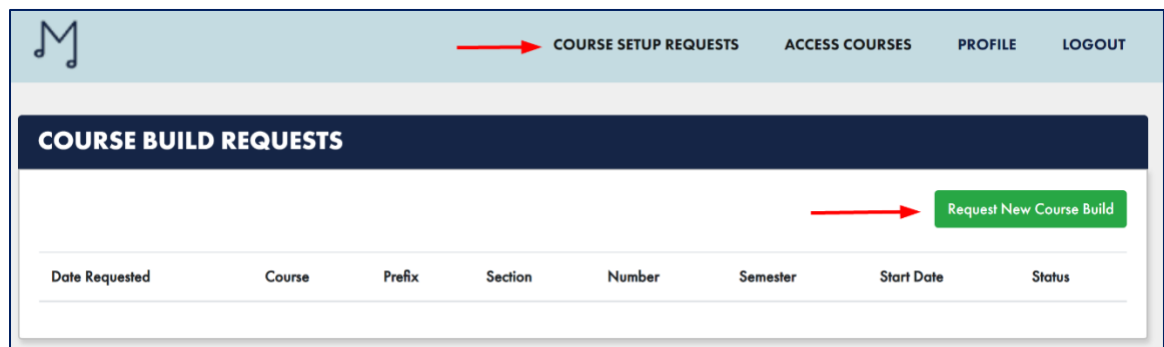 COURSE SETUP REQUESTS ACCESS COURSES PROFILE LOGOUT
COURSE BUILD REQUESTS
Request New Course Build
Date Requested Course Prefix Section Number Semester Start Date Status